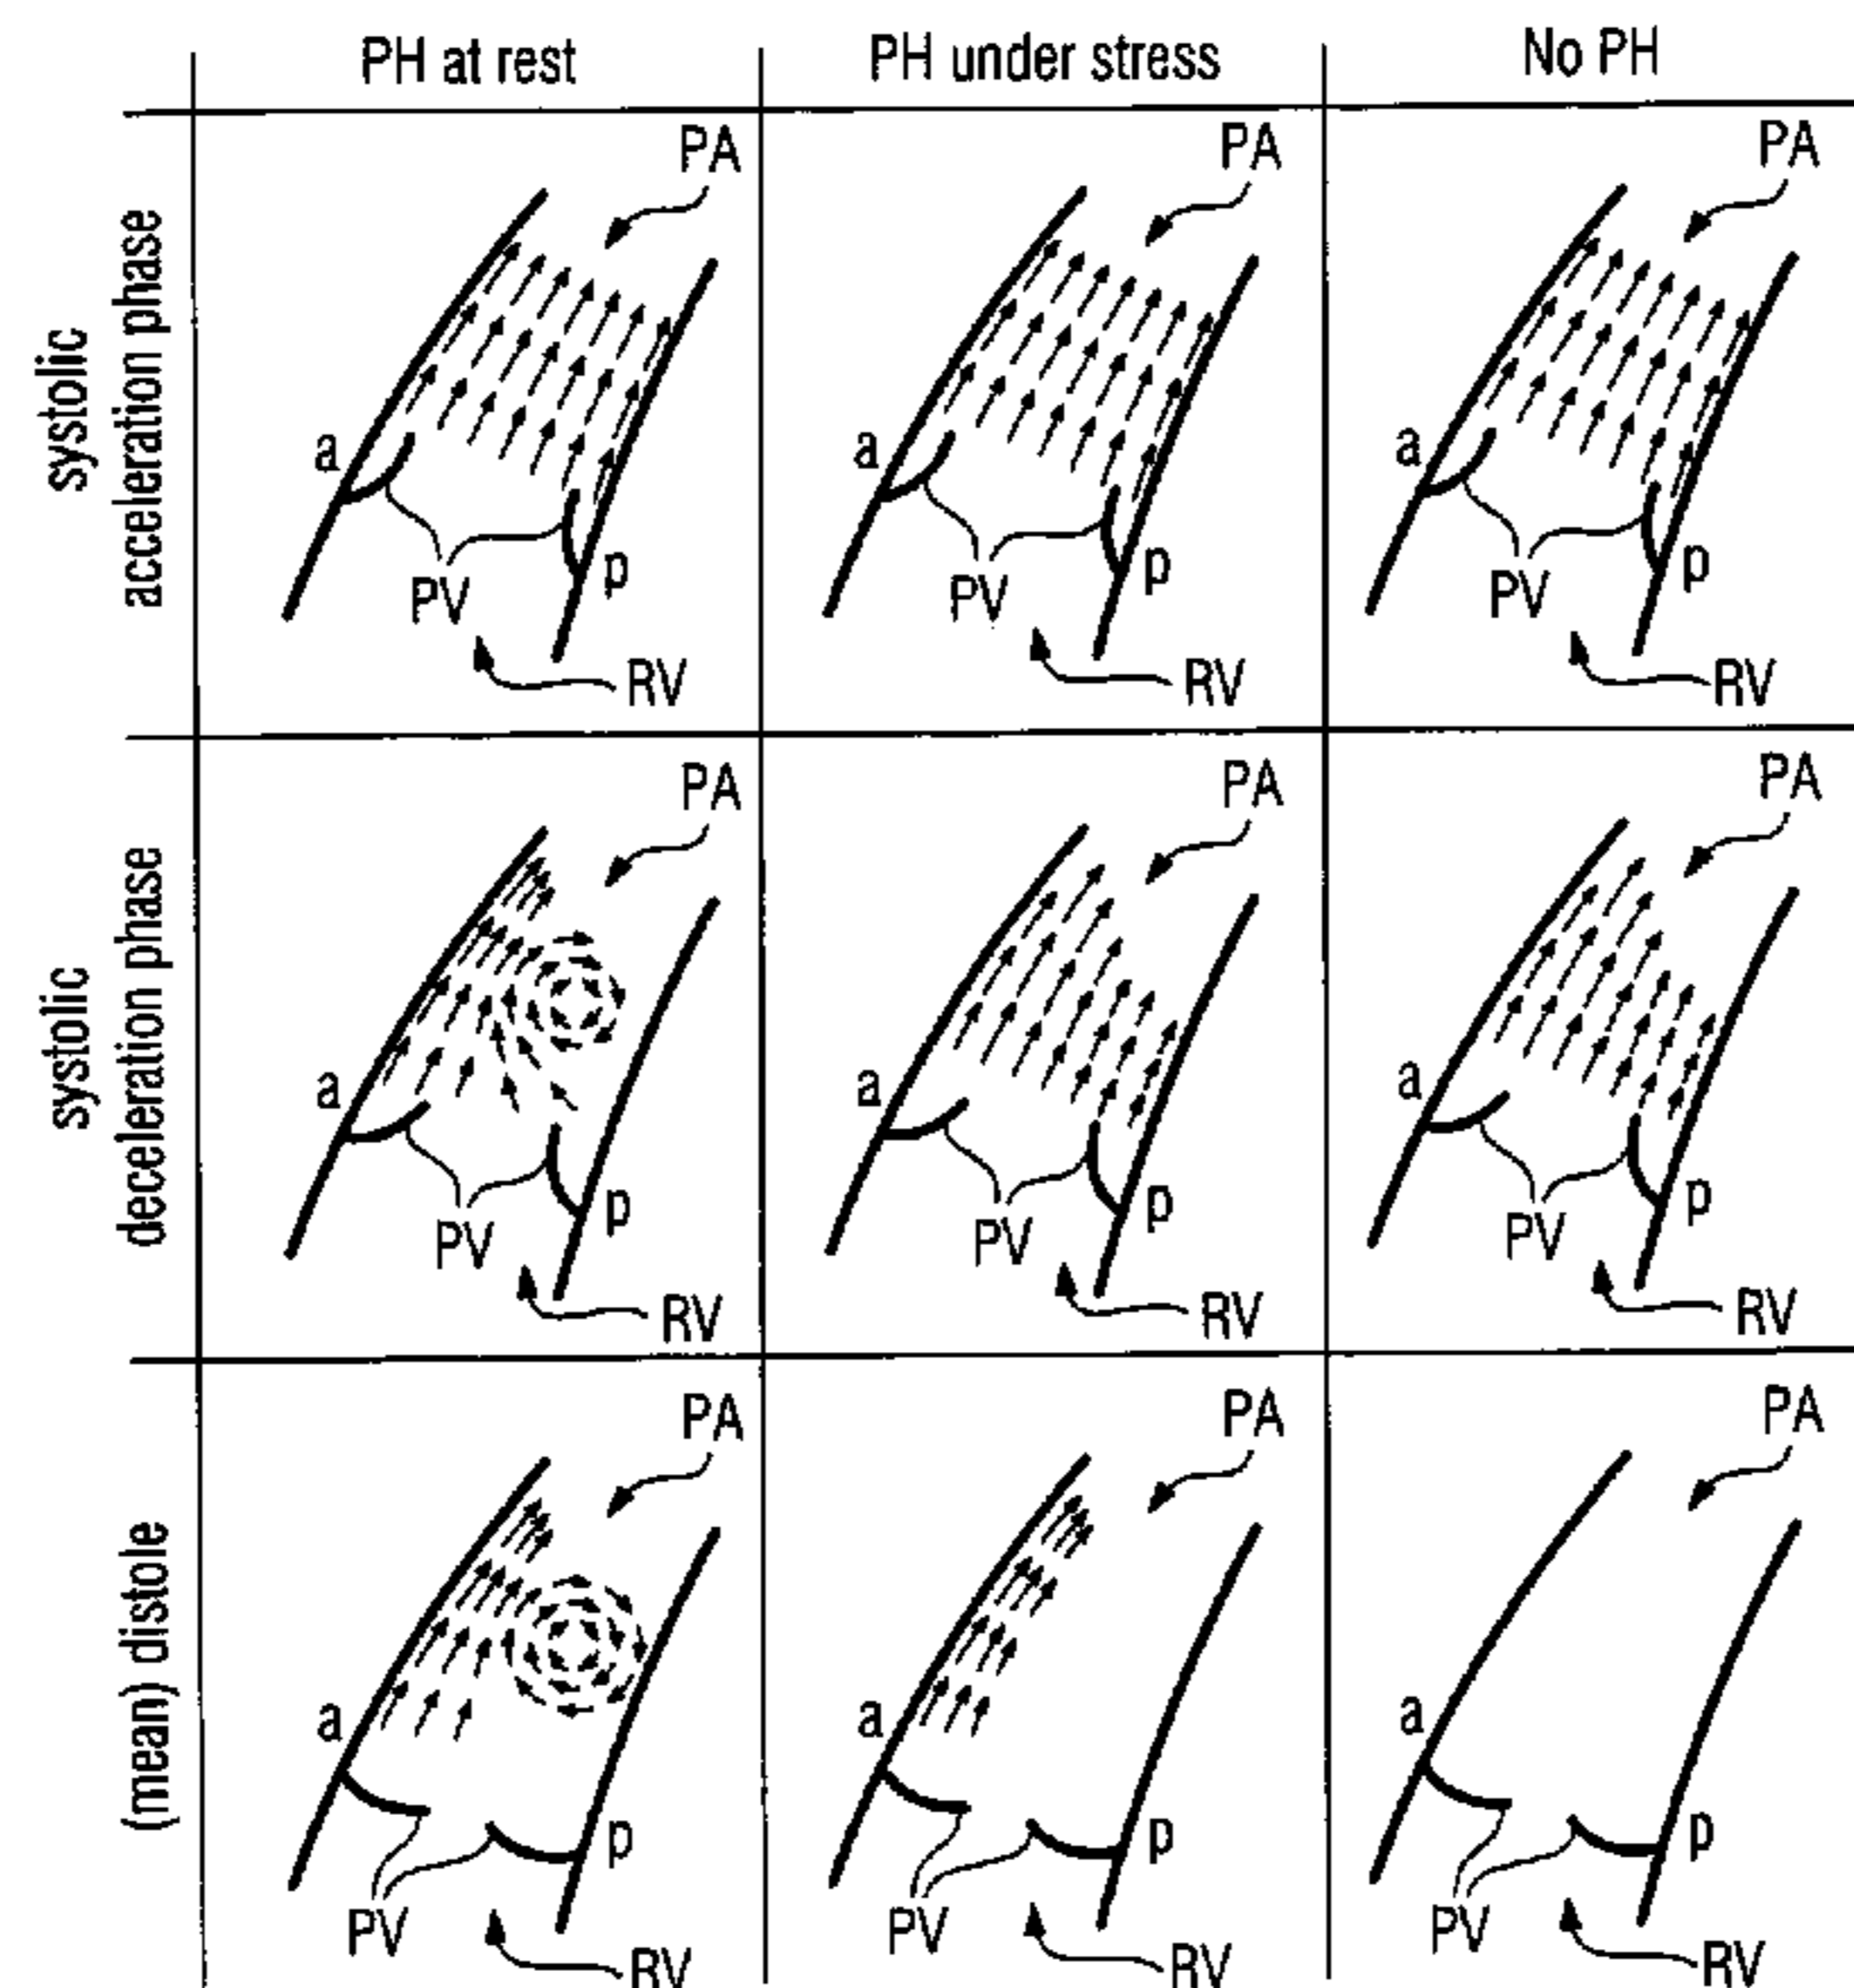 PH at rest
PH under stress
No PH
systolic
acceleration phase
PA
a
PV
p
RV
PA
a
PV
p
RV
PA
a
PV
p
RV
systolic
deceleration phase
PA
a
PV
p
RV
PA
a
PV
p
RV
PA
a
PV
p
RV
(mean) distole
PA
a
p
PV
RV
PA
a
p
PV
RV
PA
a
p
PV
RV